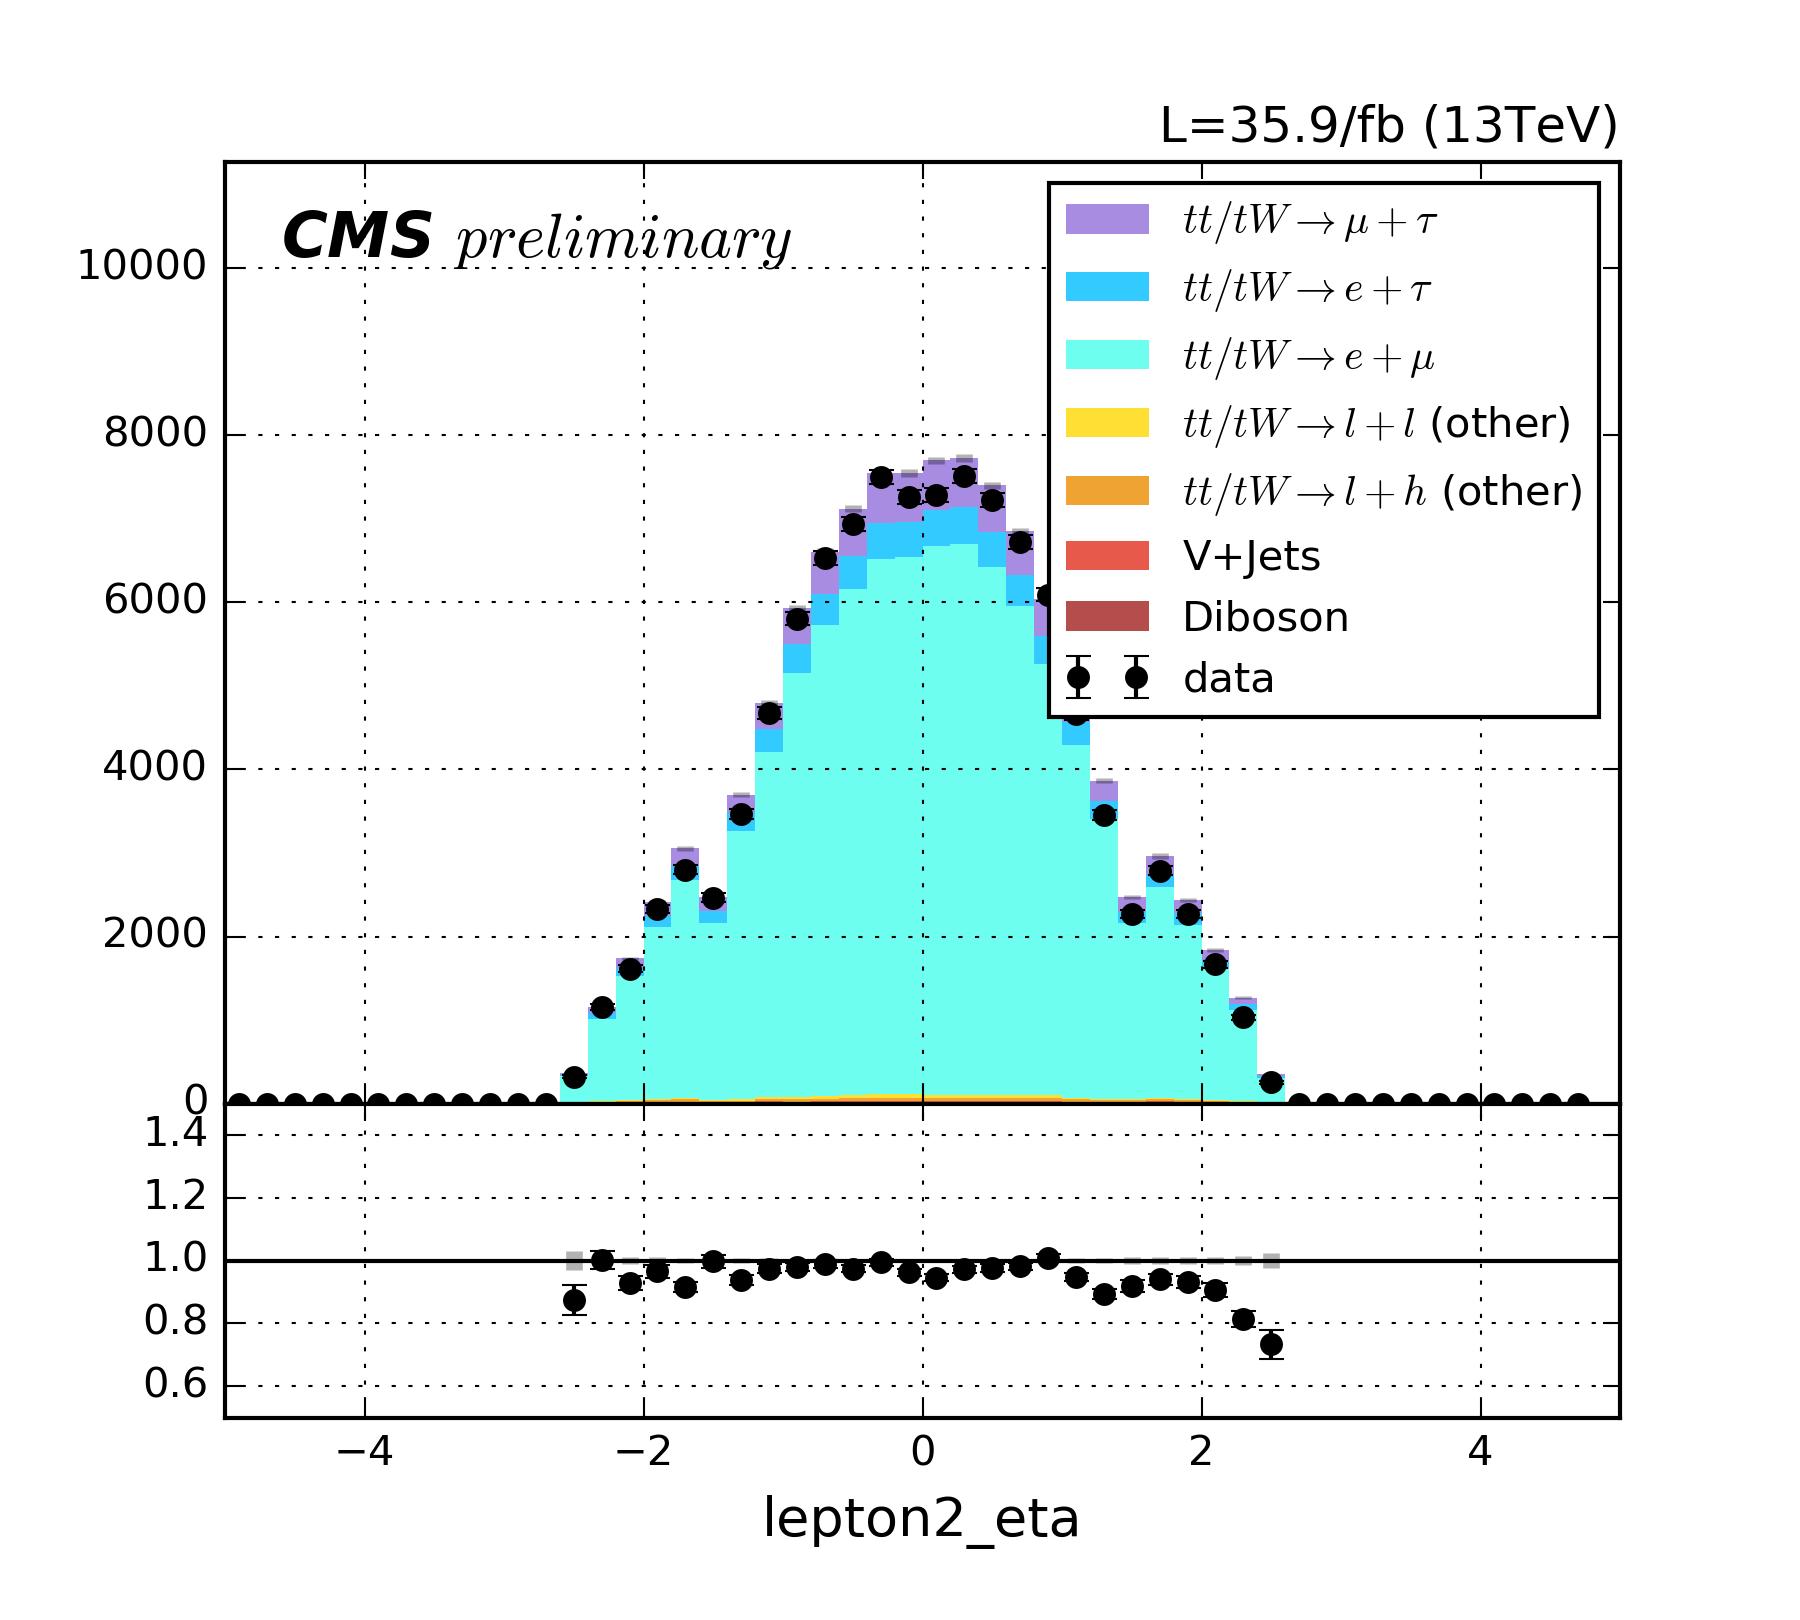 L=35.9/fb (13TeV)
CMS preliminary
tt/tW→μ+τ
tt/tW→e+τ
tt/tW→e+μ
tt/tW→l+l (other)
tt/tW→l+h (other)
V+Jets
Diboson
data
10000
8000
6000
4000
2000
0
1.4
1.2
1.0
0.8
0.6
−4 −2 0 2 4
lepton2_eta